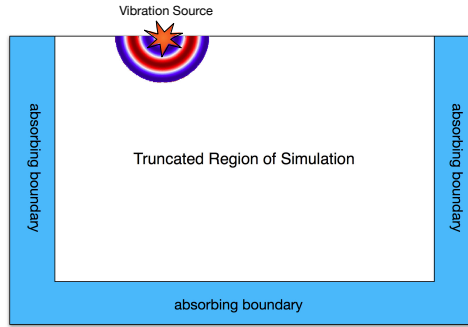 Vibration Source
absorbing boundary
Truncated Region of Simulation
absorbing boundary
absorbing boundary